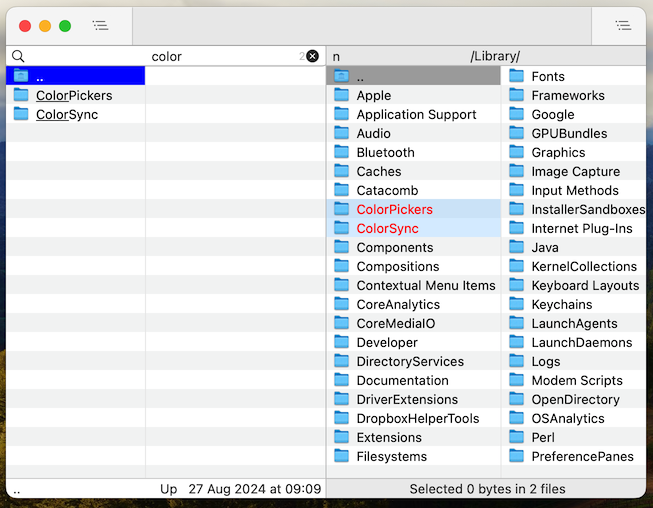 color 2
..
ColorPickers
ColorSync
.. Up 27 Aug 2024 at 09:09
n /Library/
..
Apple
Application Support
Audio
Bluetooth
Caches
Catacomb
ColorPickers
ColorSync
Components
Compositions
Contextual Menu Items
CoreAnalytics
CoreMediaIO
Developer
DirectoryServices
Documentation
DriverExtensions
DropboxHelperTools
Extensions
Filesystems
Fonts
Frameworks
Google
GPUBundles
Graphics
Image Capture
Input Methods
InstallerSandboxes
Internet Plug-Ins
Java
KernelCollections
Keyboard Layouts
Keychains
LaunchAgents
LaunchDaemons
Logs
Modem Scripts
OpenDirectory
OSAnalytics
Perl
PreferencePanes
Selected 0 bytes in 2 files